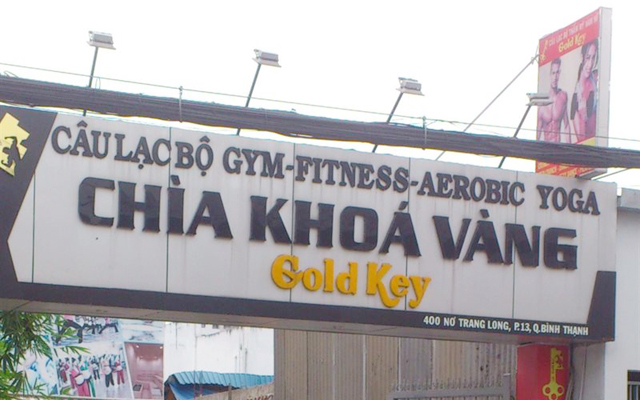 CÂU LẠC BỘ GYM-FITNESS-AEROBIC YOGA
CHÌA KHOÁ VÀNG
Gold Key
400 NƠ TRANG LONG, P.13, Q.BÌNH THẠNH
Gold Key